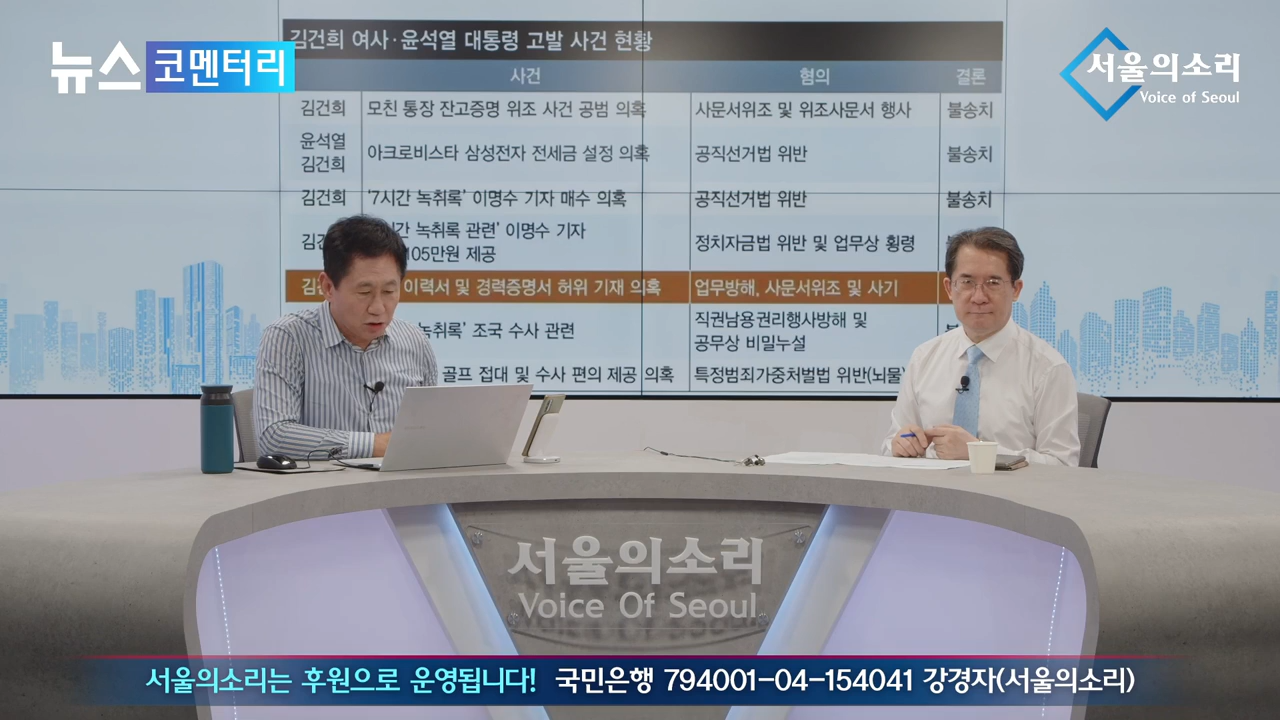 뉴스 코멘터리
서울의소리
Voice of Seoul
김건희 여사·윤석열 대통령 고발 사건 현황
사건 혐의 결론
김건희 모친 통장 잔고증명 위조 사건 공범 의혹 사문서위조 및 위조사문서 행사 불송치
윤석열
김건희 아크로비스타 삼성전자 전세금 설정 의혹 공직선거법 위반 불송치
김건희 '7시간 녹취록' 이명수 기자 매수 의혹 공직선거법 위반 불송치
녹취록 관련' 이명수 기자
105만원 제공 정치자금법 위반 및 업무상 횡령
이력서 및 경력증명서 허위 기재 의혹 업무방해, 사문서위조 및 사기
녹취록' 조국 수사 관련 직권남용권리행사방해 및
공무상 비밀누설
골프 접대 및 수사 편의 제공 의혹 특정범죄가중처벌법 위반(뇌물)
서울의소리
Voice Of Seoul
서울의소리는 후원으로 운영됩니다! 국민은행 794001-04-154041 강경자(서울의소리)